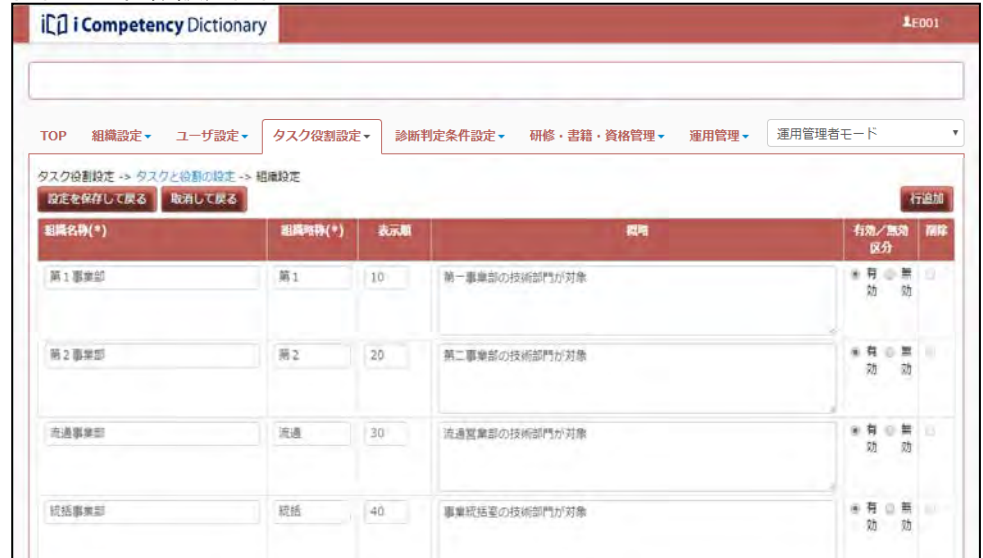 i Competency Dictionary
E001
TOP 組織設定 ユーザ設定 タスク役割設定 診断判定条件設定 研修・書籍・資格管理 運用管理 運用管理者モード
タスク役割設定 -> タスクと役割の設定 -> 組織設定
設定を保存して戻る 取消して戻る 行追加
組織名称(*) 組織略称(*) 表示順 概略 有効/無効 削除
区分
第1事業部 第1 10 第一事業部の技術部門が対象 有 無
効 効
第2事業部 第2 20 第二事業部の技術部門が対象 有 無
効 効
流通事業部 流通 30 流通営業部の技術部門が対象 有 無
効 効
統括事業部 統括 40 事業統括室の技術部門が対象 有 無
効 効